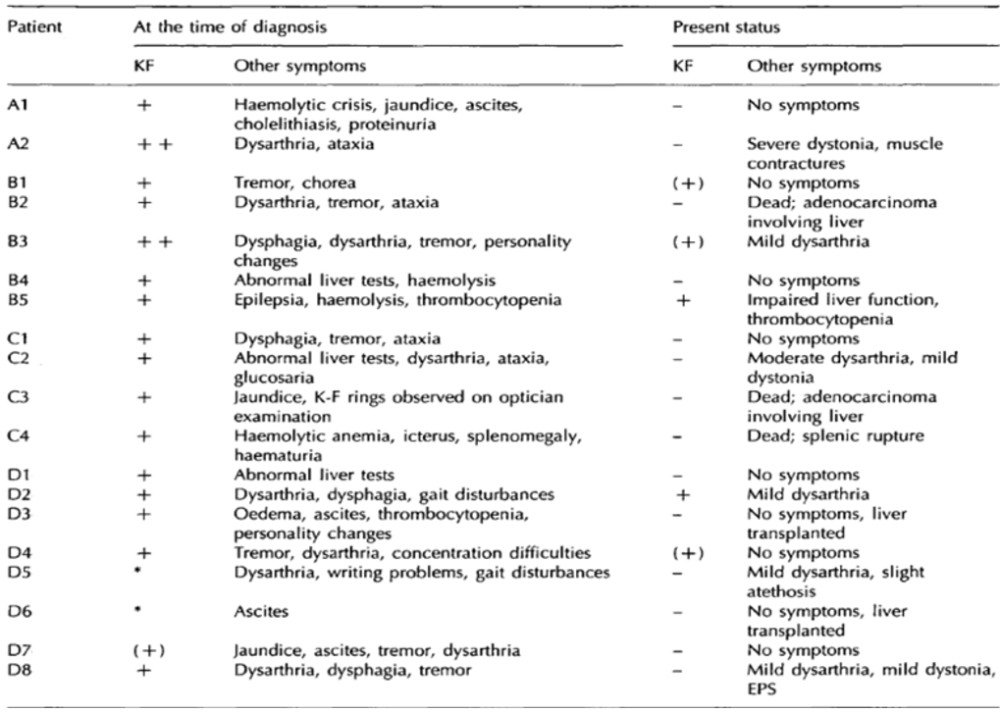 Patient At the time of diagnosis Present status
KF Other symptoms KF Other symptoms
A1 + Haemolytic crisis, jaundice, ascites, – No symptoms
cholelithiasis, proteinuria
A2 + + Dysarthria, ataxia – Severe dystonia, muscle
contractures
B1 + Tremor, chorea (+) No symptoms
B2 + Dysarthria, tremor, ataxia – Dead; adenocarcinoma
involving liver
B3 + + Dysphagia, dysarthria, tremor, personality (+) Mild dysarthria
changes
B4 + Abnormal liver tests, haemolysis – No symptoms
B5 + Epilepsia, haemolysis, thrombocytopenia + Impaired liver function,
thrombocytopenia
C1 + Dysphagia, tremor, ataxia – No symptoms
C2 + Abnormal liver tests, dysarthria, ataxia, – Moderate dysarthria, mild
glucosaria dystonia
C3 + Jaundice, K-F rings observed on optician – Dead; adenocarcinoma
examination involving liver
C4 + Haemolytic anemia, icterus, splenomegaly, – Dead; splenic rupture
haematuria
D1 + Abnormal liver tests – No symptoms
D2 + Dysarthria, dysphagia, gait disturbances + Mild dysarthria
D3 + Oedema, ascites, thrombocytopenia, – No symptoms, liver
personality changes transplanted
D4 + Tremor, dysarthria, concentration difficulties (+) No symptoms
D5 * Dysarthria, writing problems, gait disturbances – Mild dysarthria, slight
atethosis
D6 * Ascites – No symptoms, liver
transplanted
D7 (+) Jaundice, ascites, tremor, dysarthria – No symptoms
D8 + Dysarthria, dysphagia, tremor – Mild dysarthria, mild dystonia,
EPS